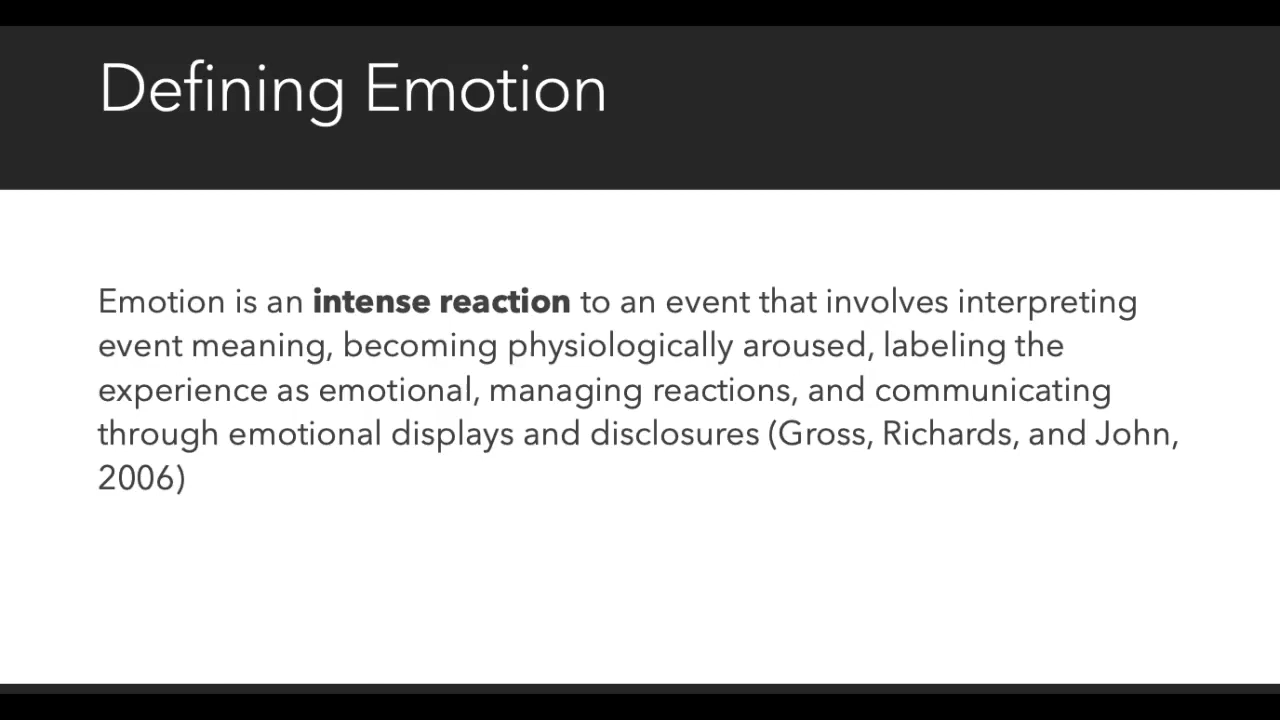 Defining Emotion
Emotion is an intense reaction to an event that involves interpreting
event meaning, becoming physiologically aroused, labeling the
experience as emotional, managing reactions, and communicating
through emotional displays and disclosures (Gross, Richards, and John,
2006)